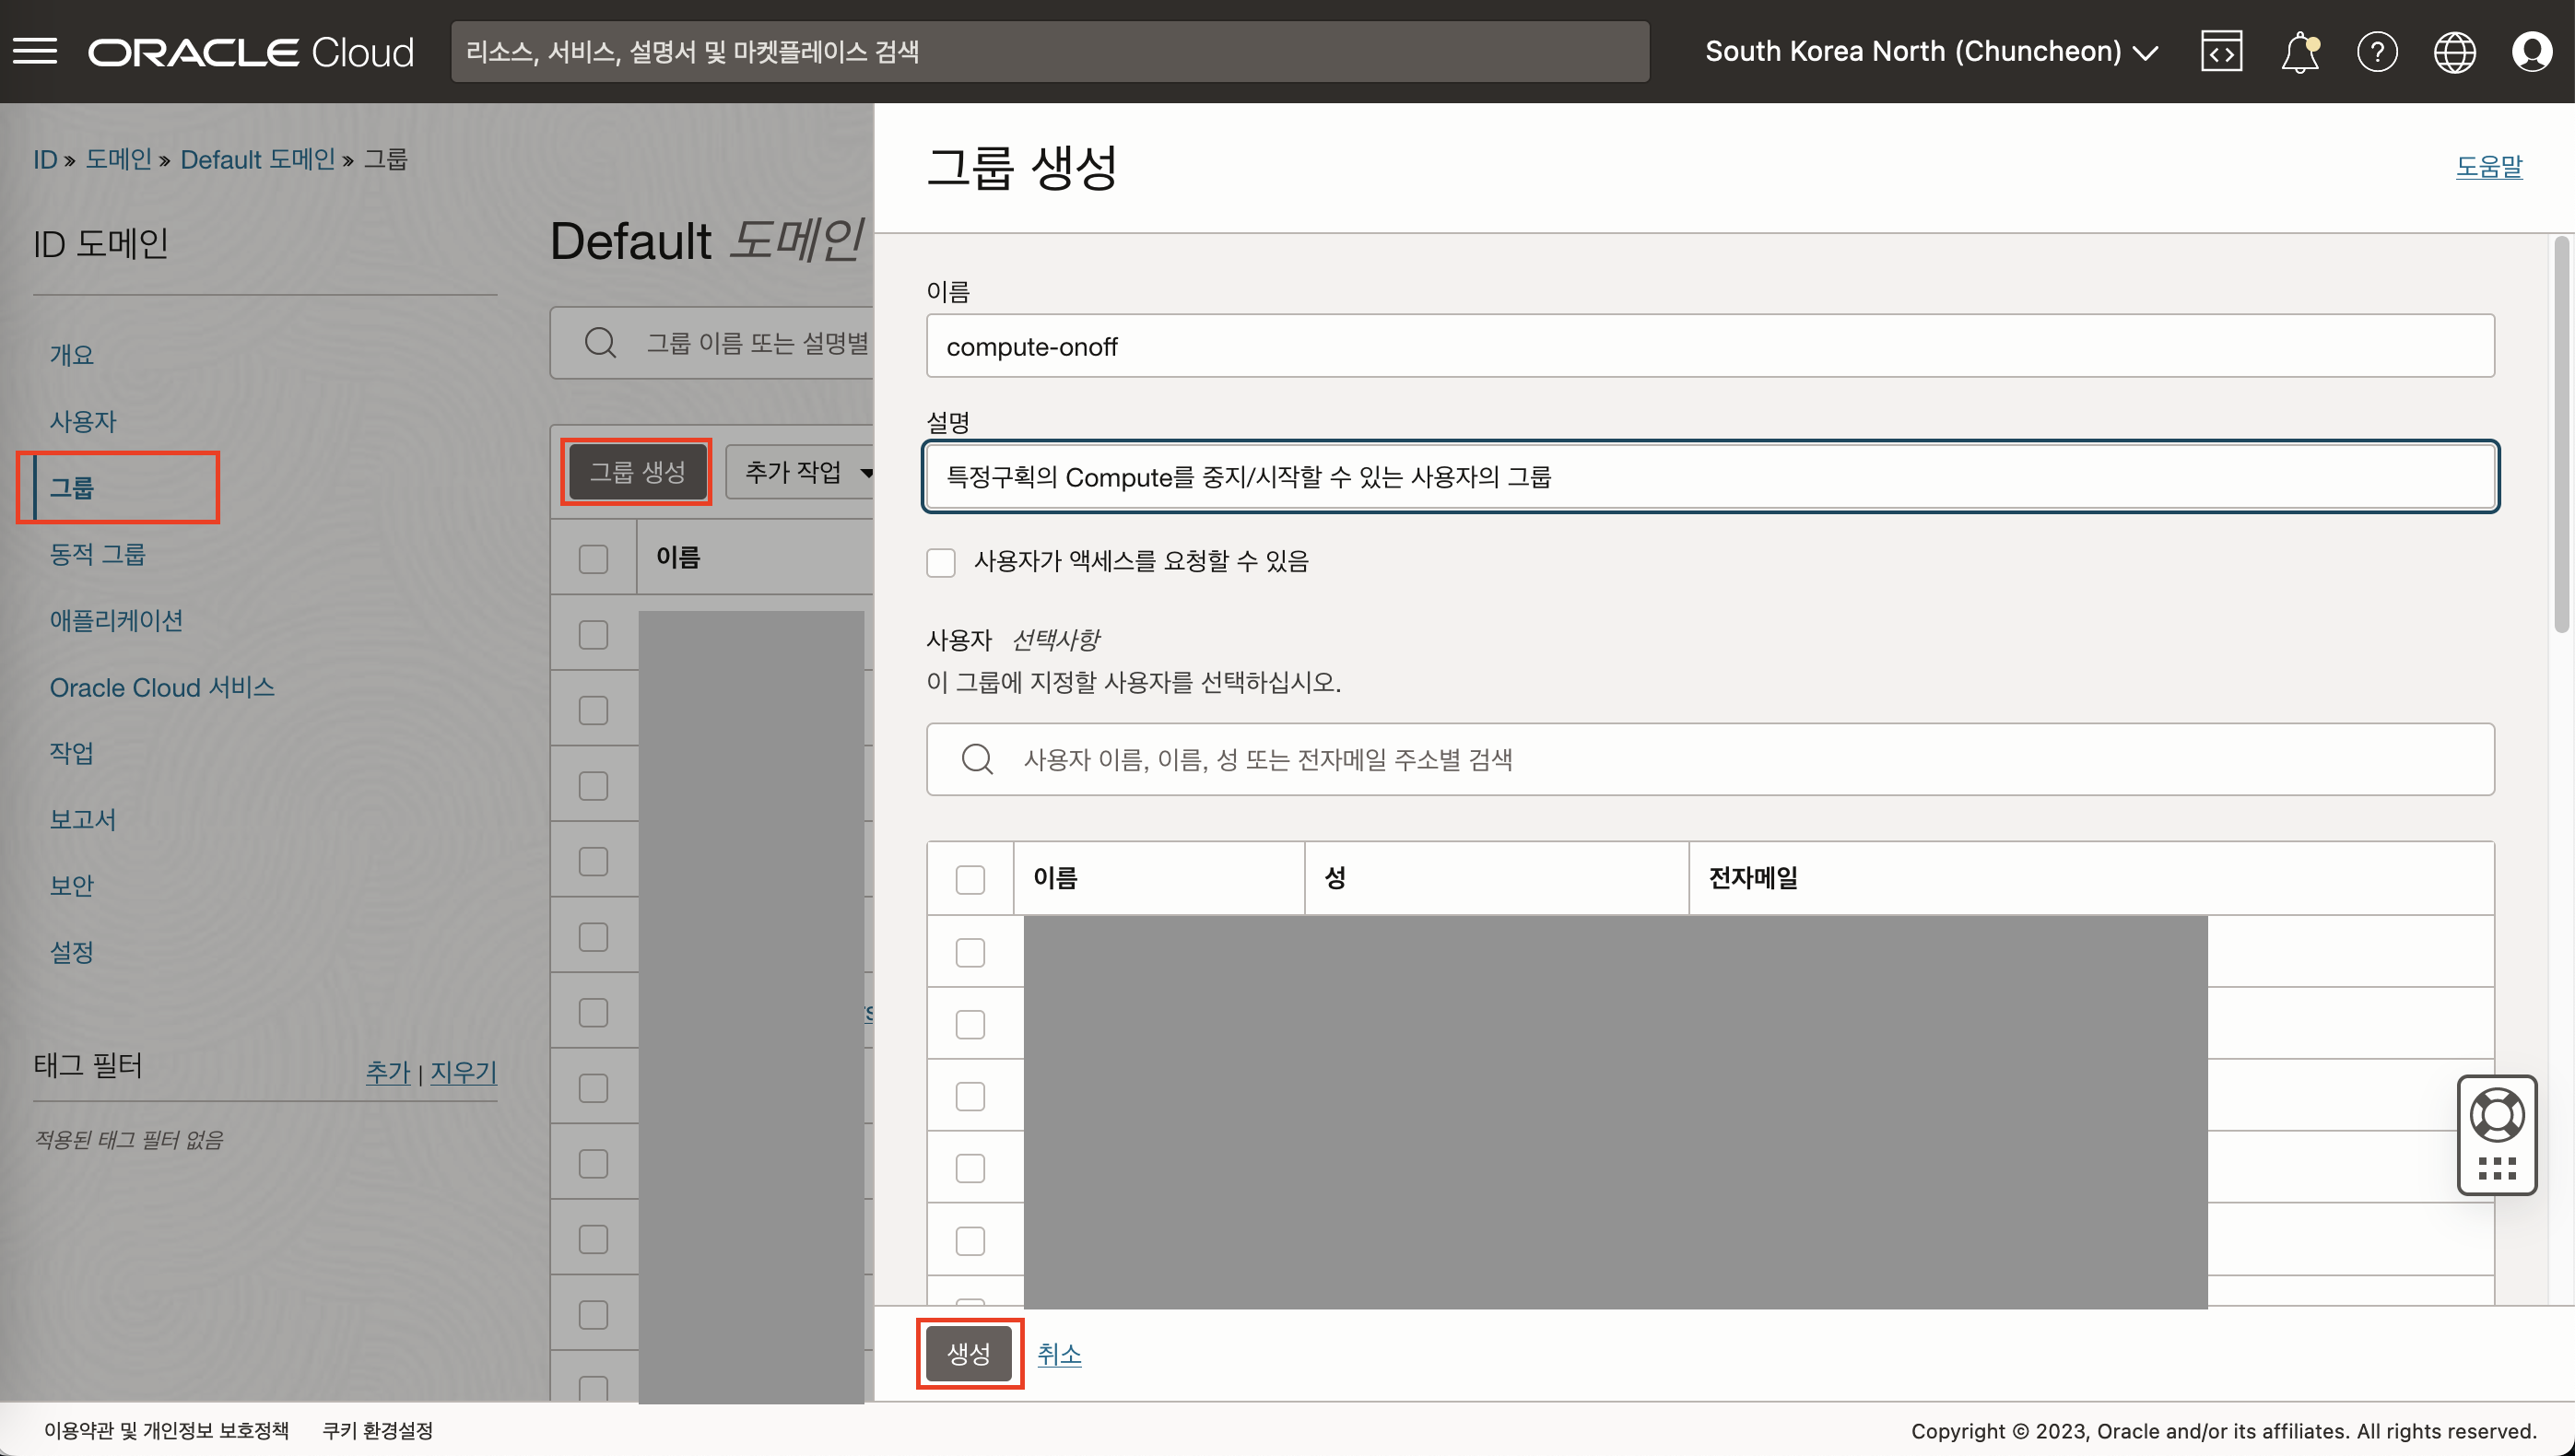 ORACLE Cloud
리소스, 서비스, 설명서 및 마켓플레이스 검색
South Korea North (Chuncheon)
ID » 도메인 » Default 도메인 » 그룹
ID 도메인
개요
사용자
그룹
동적 그룹
애플리케이션
Oracle Cloud 서비스
작업
보고서
보안
설정
태그 필터
추가 | 지우기
적용된 태그 필터 없음
Default 도메인
그룹 이름 또는 설명별
그룹 생성
추가 작업
이름
그룹 생성
도움말
이름
compute-onoff
설명
특정구획의 Compute를 중지/시작할 수 있는 사용자의 그룹
사용자가 액세스를 요청할 수 있음
사용자 선택사항
이 그룹에 지정할 사용자를 선택하십시오.
사용자 이름, 이름, 성 또는 전자메일 주소별 검색
이름 성 전자메일
생성 취소
이용약관 및 개인정보 보호정책 쿠키 환경설정
Copyright © 2023, Oracle and/or its affiliates. All rights reserved.